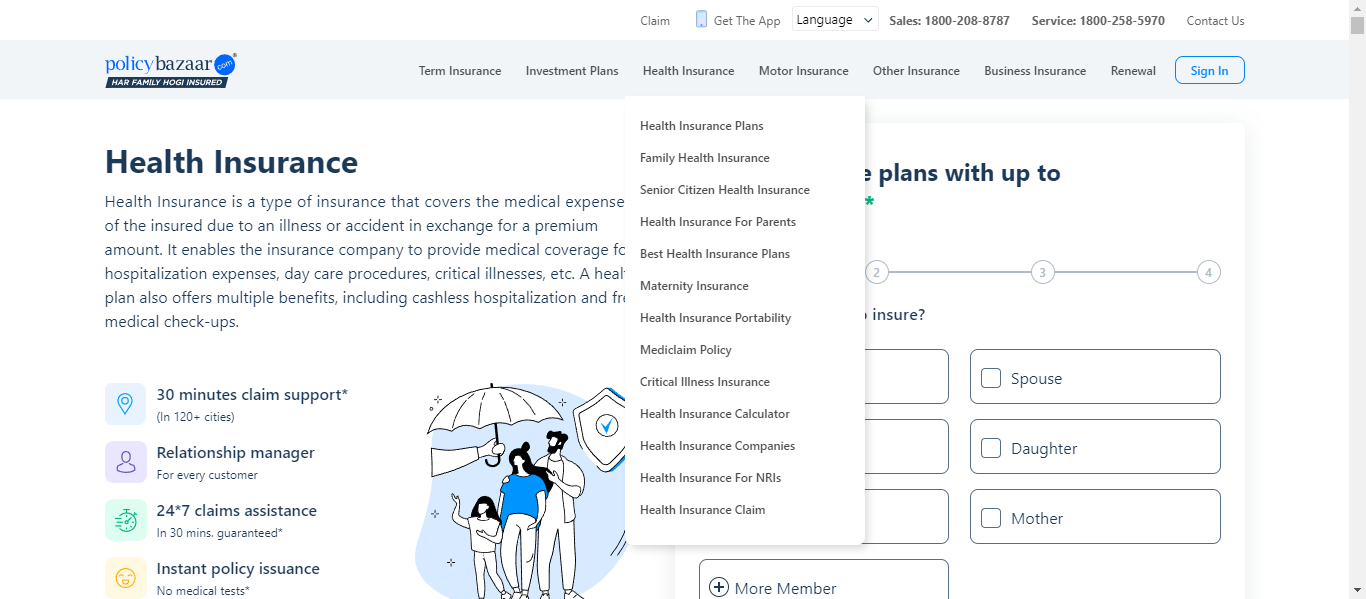 Claim
Get The App
Language
Sales: 1800-208-8787
Service: 1800-258-5970
Contact Us
policybazaar.com
HAR FAMILY HOGI INSURED
Term Insurance
Investment Plans
Health Insurance
Motor Insurance
Other Insurance
Business Insurance
Renewal
Sign In
Health Insurance Plans
Family Health Insurance
Senior Citizen Health Insurance
Health Insurance For Parents
Best Health Insurance Plans
Maternity Insurance
Health Insurance Portability
Mediclaim Policy
Critical Illness Insurance
Health Insurance Calculator
Health Insurance Companies
Health Insurance For NRIs
Health Insurance Claim
Health Insurance
Health Insurance is a type of insurance that covers the medical expense
of the insured due to an illness or accident in exchange for a premium
amount. It enables the insurance company to provide medical coverage fo
hospitalization expenses, day care procedures, critical illnesses, etc. A heal
plan also offers multiple benefits, including cashless hospitalization and fre
medical check-ups.
30 minutes claim support*
(In 120+ cities)
Relationship manager
For every customer
24*7 claims assistance
In 30 mins. guaranteed*
Instant policy issuance
No medical tests*
e plans with up to
*
2
3
4
insure?
Spouse
Daughter
Mother
More Member